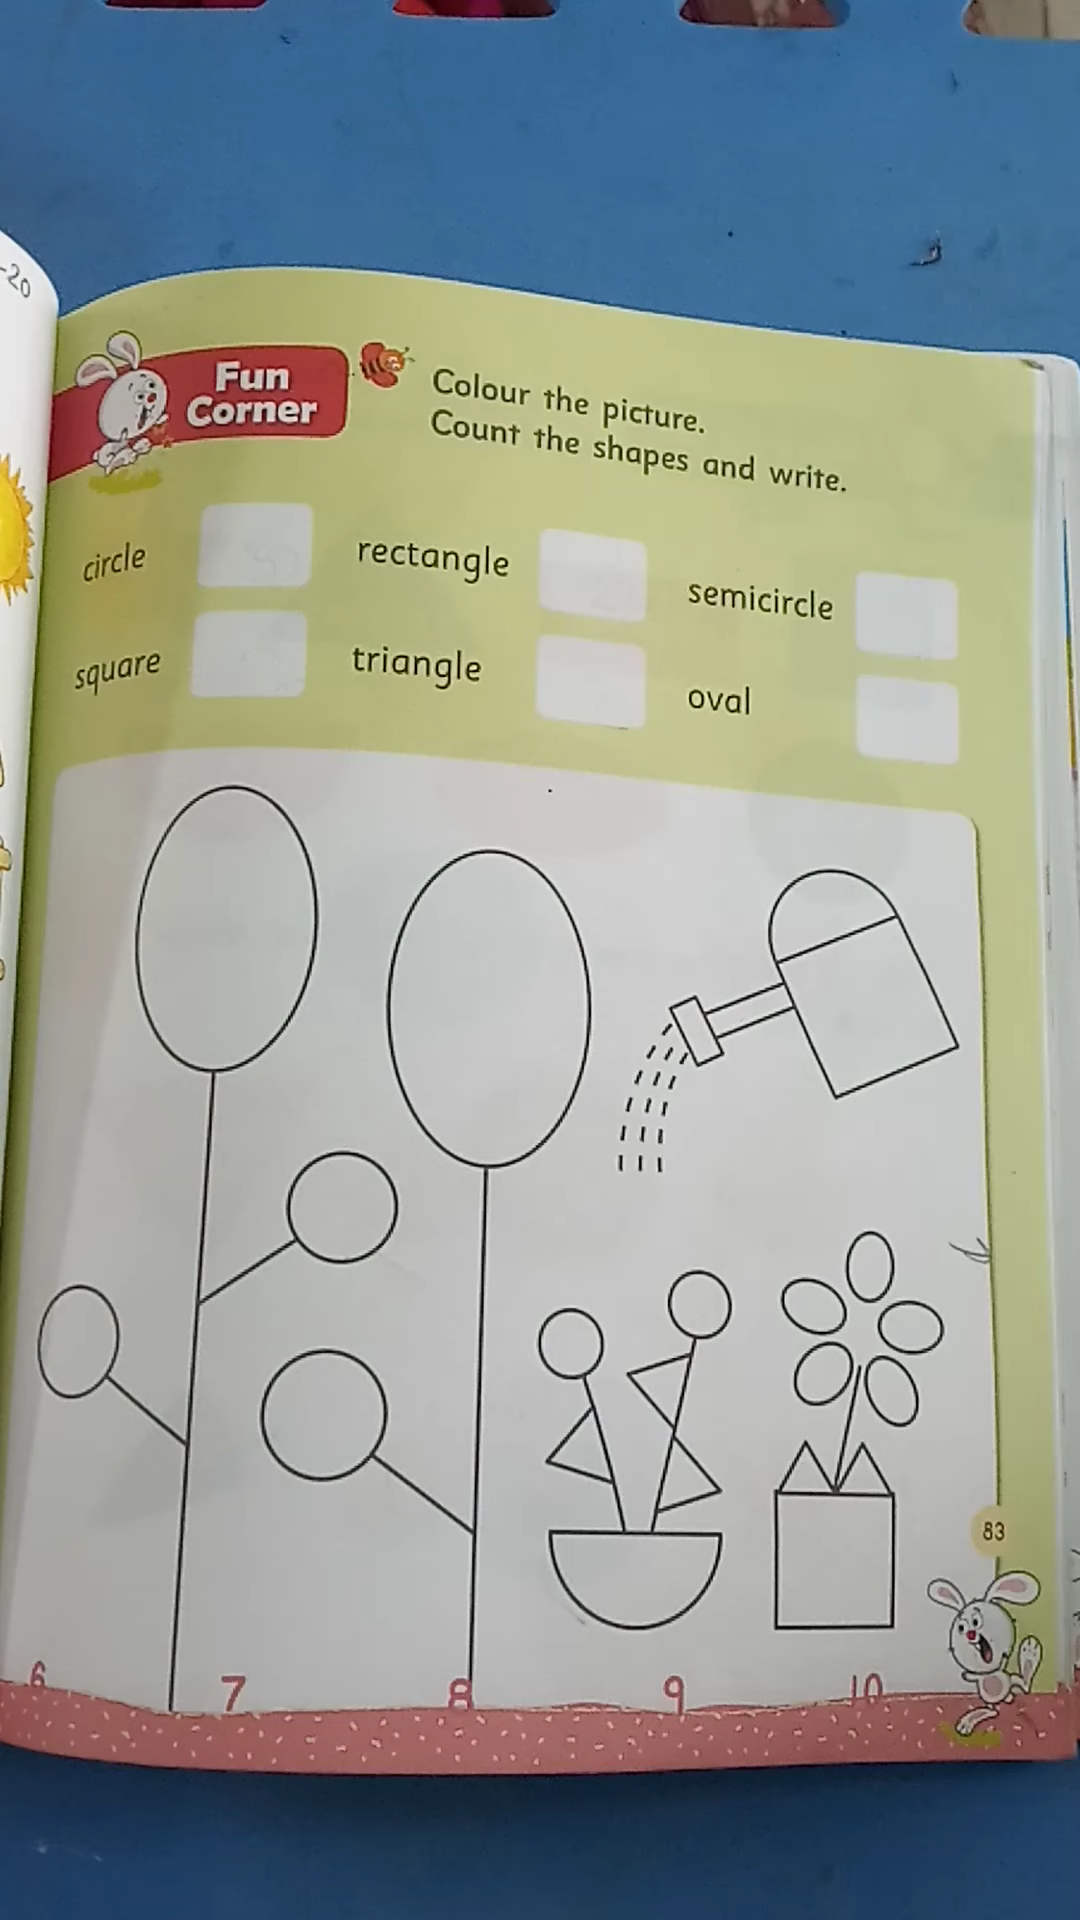 -20
Fun
Corner
Colour the picture.
Count the shapes and write.
circle
rectangle
semicircle
square
triangle
oval
83
6 7 8 9 10